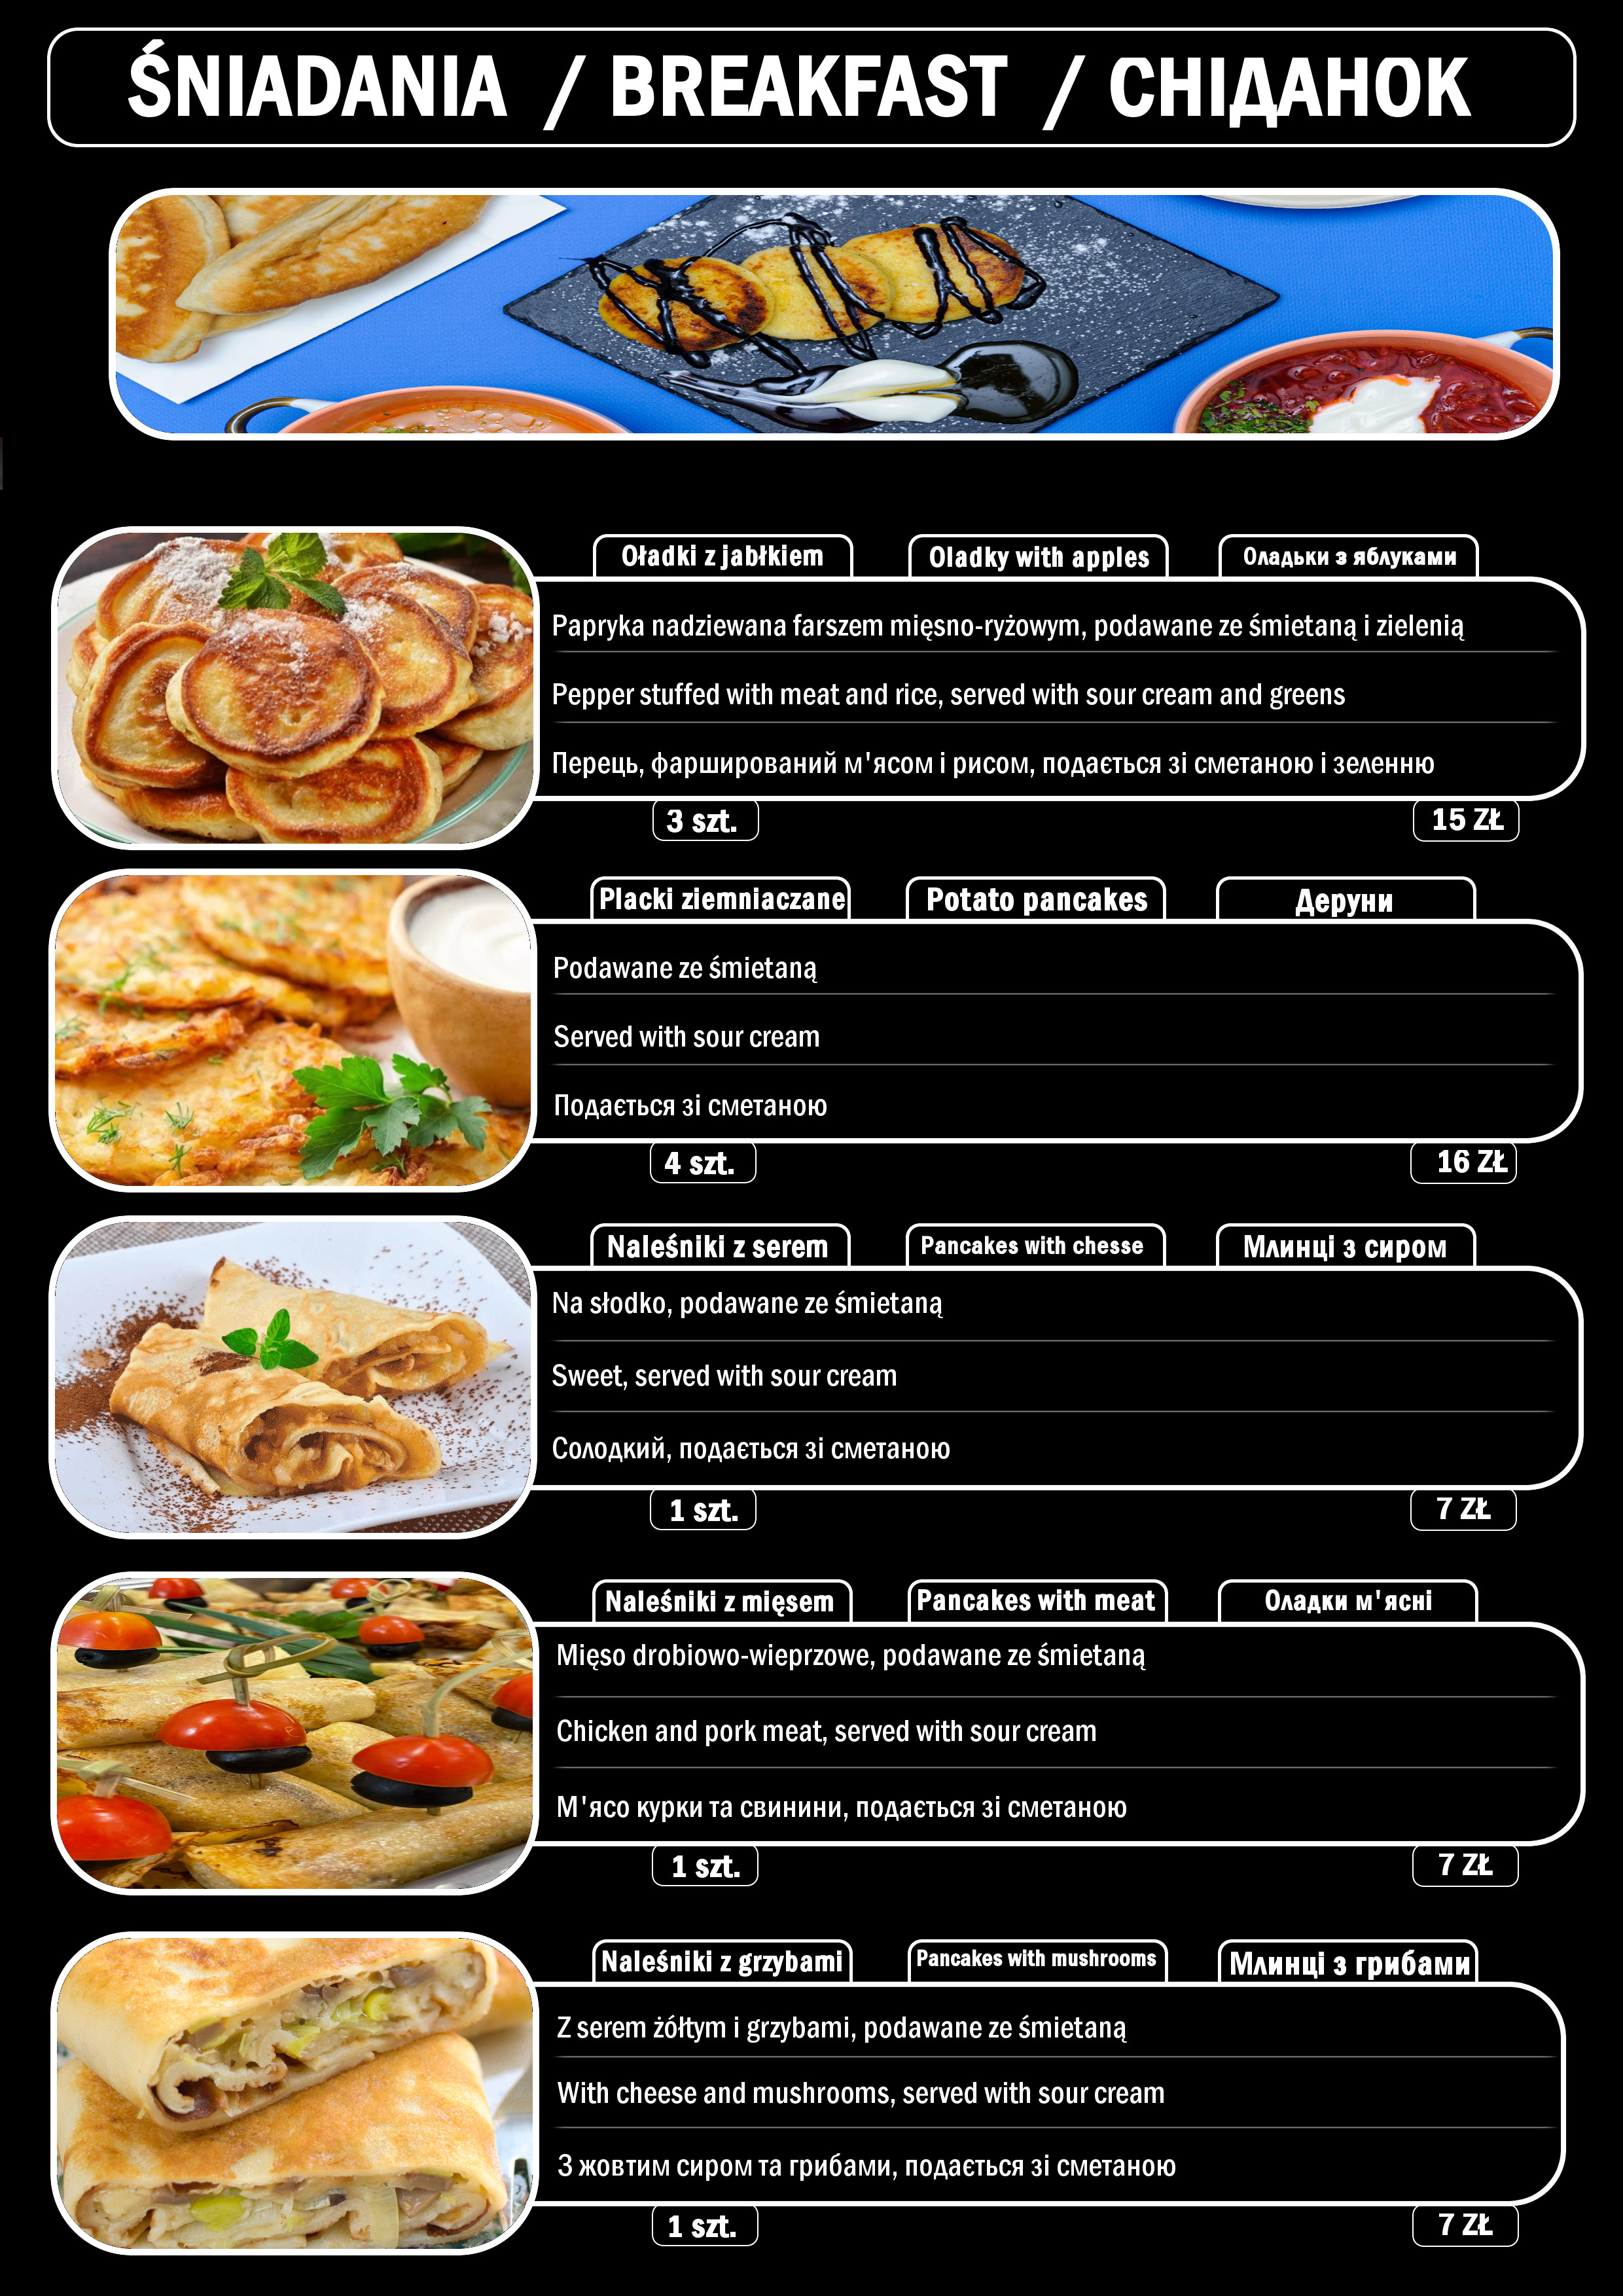 ŚNIADANIA / BREAKFAST / СНІДАНОК
Oładki z jabłkiem
Oladky with apples
Оладьки з яблуками
Papryka nadziewana farszem mięsno-ryżowym, podawane ze śmietaną i zielenią
Pepper stuffed with meat and rice, served with sour cream and greens
Перець, фарширований м'ясом і рисом, подається зі сметаною і зеленню
3 szt.
15 ZŁ
Placki ziemniaczane
Potato pancakes
Деруни
Podawane ze śmietaną
Served with sour cream
Подається зі сметаною
4 szt.
16 ZŁ
Naleśniki z serem
Pancakes with chesse
Млинці з сиром
Na słodko, podawane ze śmietaną
Sweet, served with sour cream
Солодкий, подається зі сметаною
1 szt.
7 ZŁ
Naleśniki z mięsem
Pancakes with meat
Оладки м'ясні
Mięso drobiowo-wieprzowe, podawane ze śmietaną
Chicken and pork meat, served with sour cream
М'ясо курки та свинини, подається зі сметаною
1 szt.
7 ZŁ
Naleśniki z grzybami
Pancakes with mushrooms
Млинці з грибами
Z serem żółtym i grzybami, podawane ze śmietaną
With cheese and mushrooms, served with sour cream
З жовтим сиром та грибами, подається зі сметаною
1 szt.
7 ZŁ